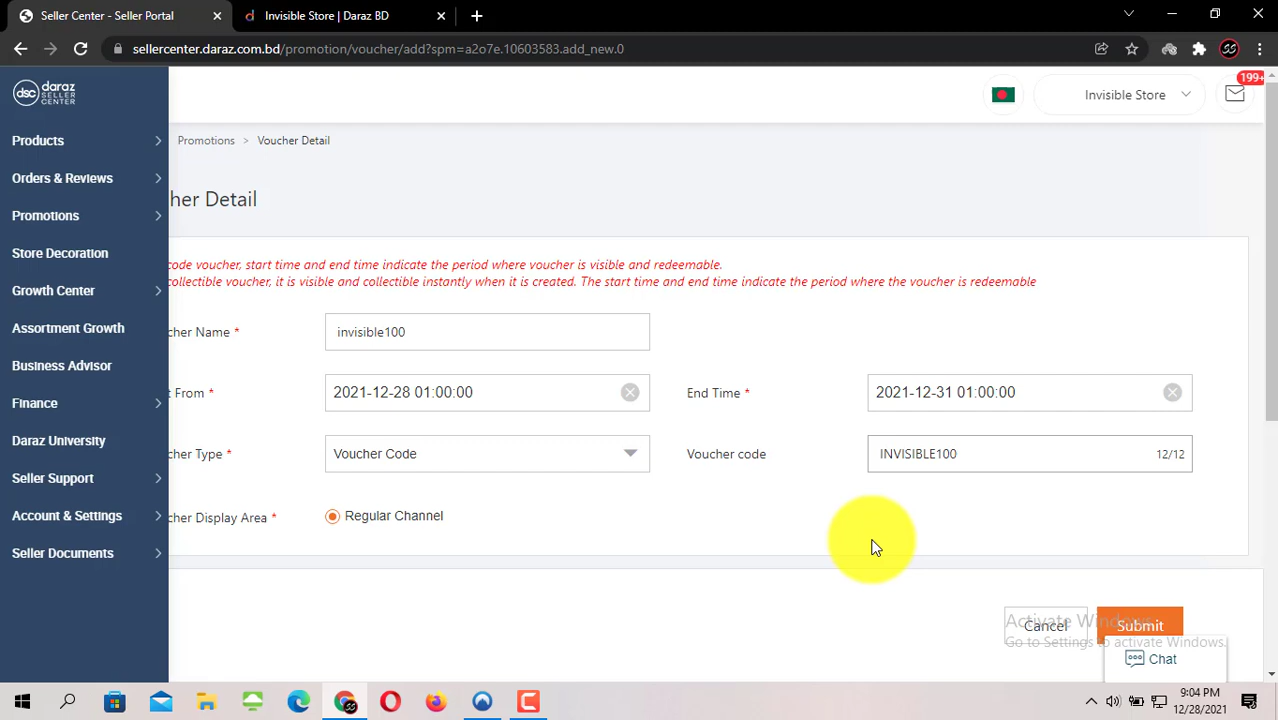 Seller Center - Seller Portal
Invisible Store | Daraz BD
sellercenter.daraz.com.bd/promotion/voucher/add?spm=a2o7e.10603583.add_new.0
dsc daraz SELLER CENTER
Invisible Store
199+
Products
Orders & Reviews
Promotions
Store Decoration
Growth Center
Assortment Growth
Business Advisor
Finance
Daraz University
Seller Support
Account & Settings
Seller Documents
Promotions > Voucher Detail
her Detail
code voucher, start time and end time indicate the period where voucher is visible and redeemable.
collectible voucher, it is visible and collectible instantly when it is created. The start time and end time indicate the period where the voucher is redeemable
cher Name * invisible100
t From * 2021-12-28 01:00:00
End Time * 2021-12-31 01:00:00
cher Type * Voucher Code
Voucher code INVISIBLE100 12/12
cher Display Area * Regular Channel
Cancel
Submit
Activate Windows
Go to Settings to activate Windows.
Chat
9:04 PM
12/28/2021